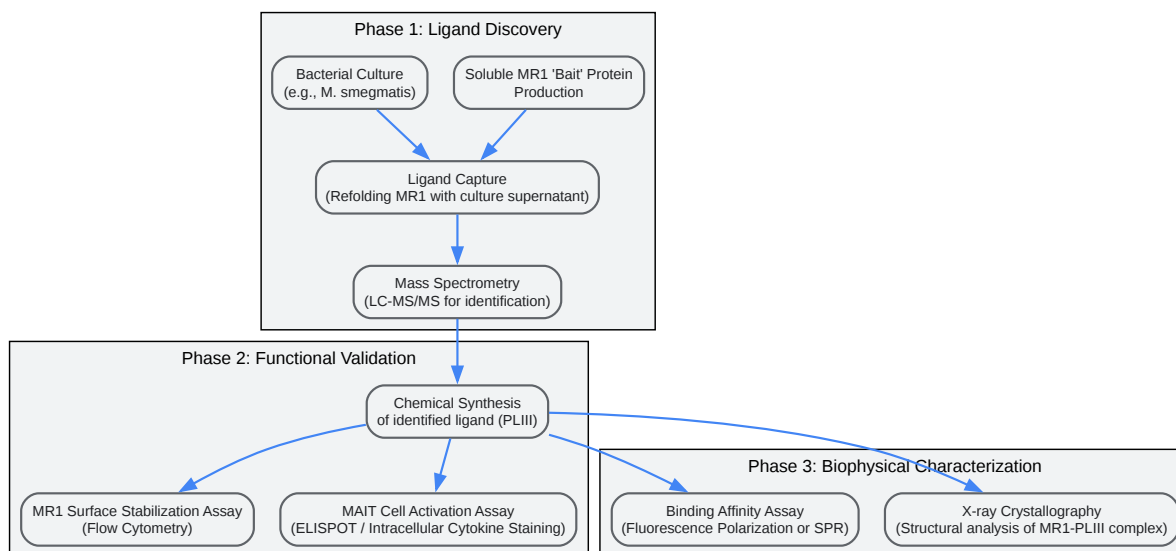 Phase 1: Ligand Discovery
Bacterial Culture
(e.g., M. smegmatis)
Soluble MR1 'Bait' Protein
Production
Ligand Capture
(Refolding MR1 with culture supernatant)
Mass Spectrometry
(LC-MS/MS for identification)
Phase 2: Functional Validation
Chemical Synthesis
of identified ligand (PLIII)
MR1 Surface Stabilization Assay
(Flow Cytometry)
MAIT Cell Activation Assay
(ELISPOT / Intracellular Cytokine Staining)
Phase 3: Biophysical Characterization
Binding Affinity Assay
(Fluorescence Polarization or SPR)
X-ray Crystallography
(Structural analysis of MR1-PLIII complex)